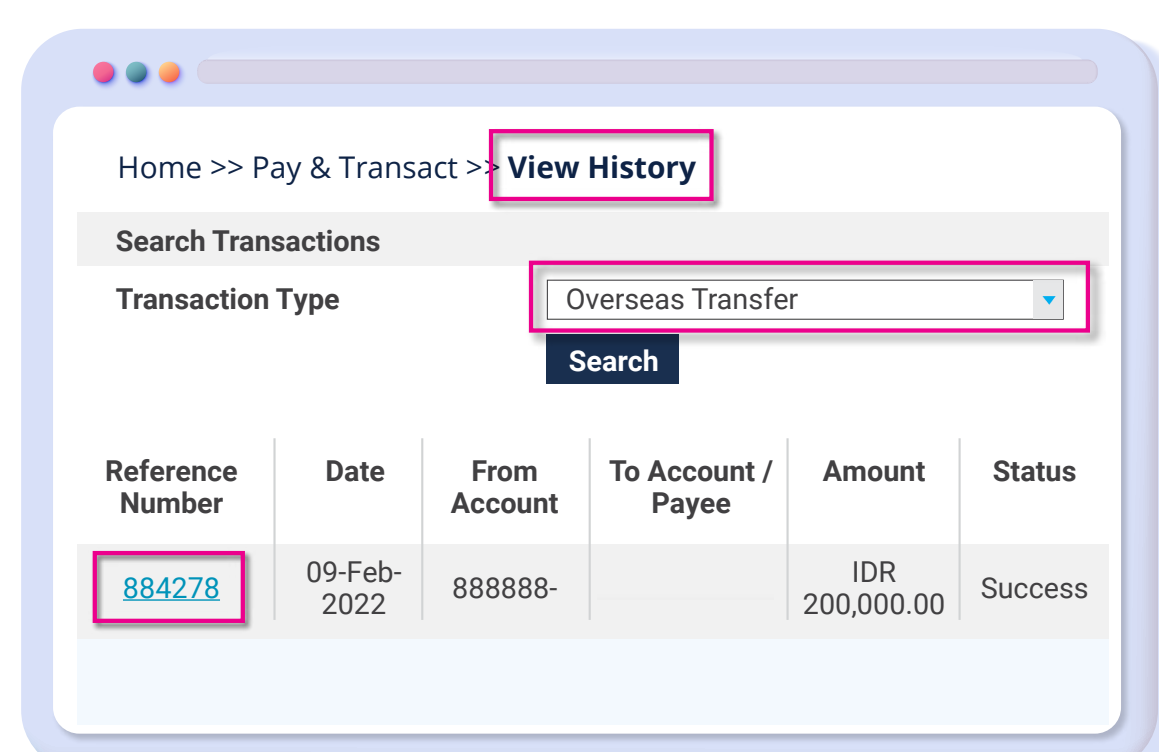 Home >> Pay & Transact >> View History
Search Transactions
Transaction Type
Overseas Transfer
Search
Reference Number
Date
From Account
To Account / Payee
Amount
Status
884278
09-Feb-2022
888888-
IDR 200,000.00
Success